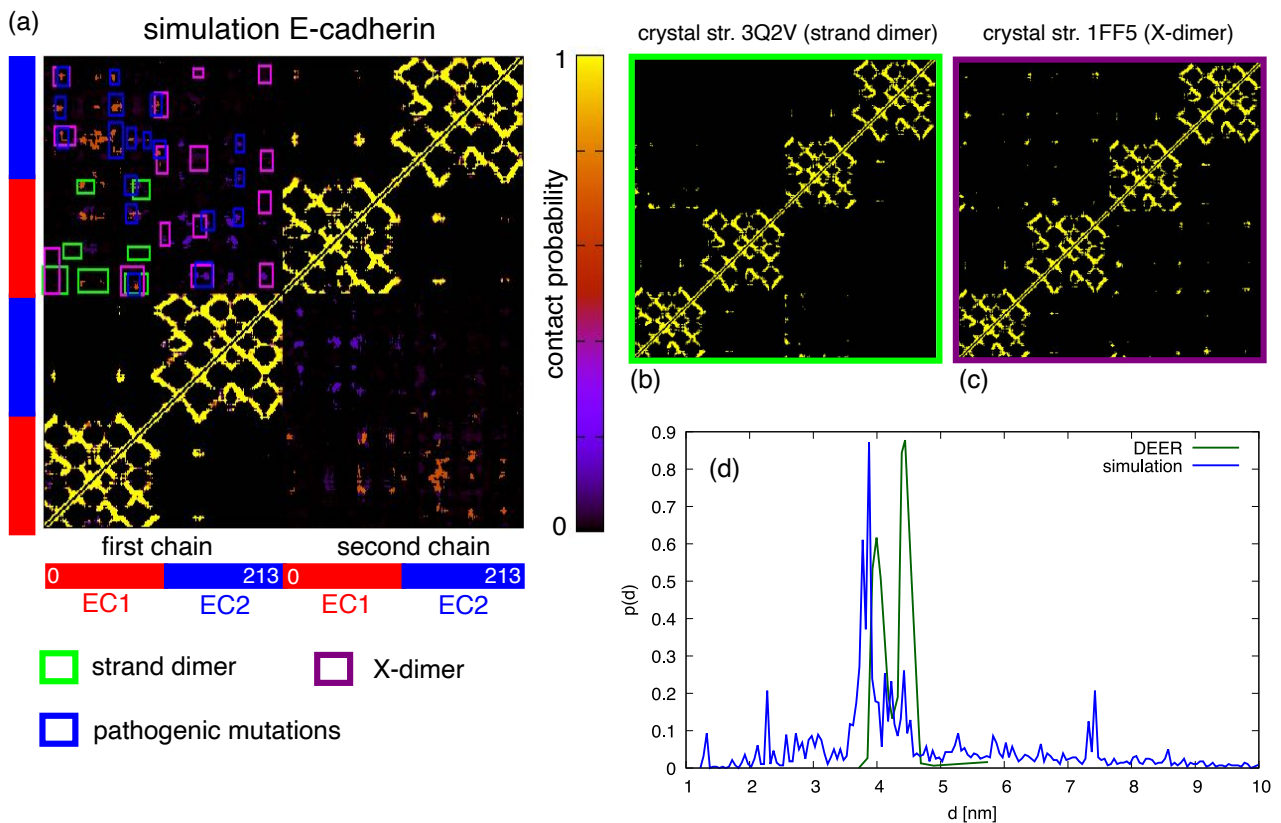 (a)
simulation E-cadherin
1
contact probability
0
first chain
second chain
0
213
0
213
EC1
EC2
EC1
EC2
strand dimer
X-dimer
pathogenic mutations
crystal str. 3Q2V (strand dimer)
crystal str. 1FF5 (X-dimer)
(b)
(c)
(d)
DEER
simulation
0.9
0.8
0.7
0.6
0.5
0.4
0.3
0.2
0.1
0
p(d)
1
2
3
4
5
6
7
8
9
10
d [nm]